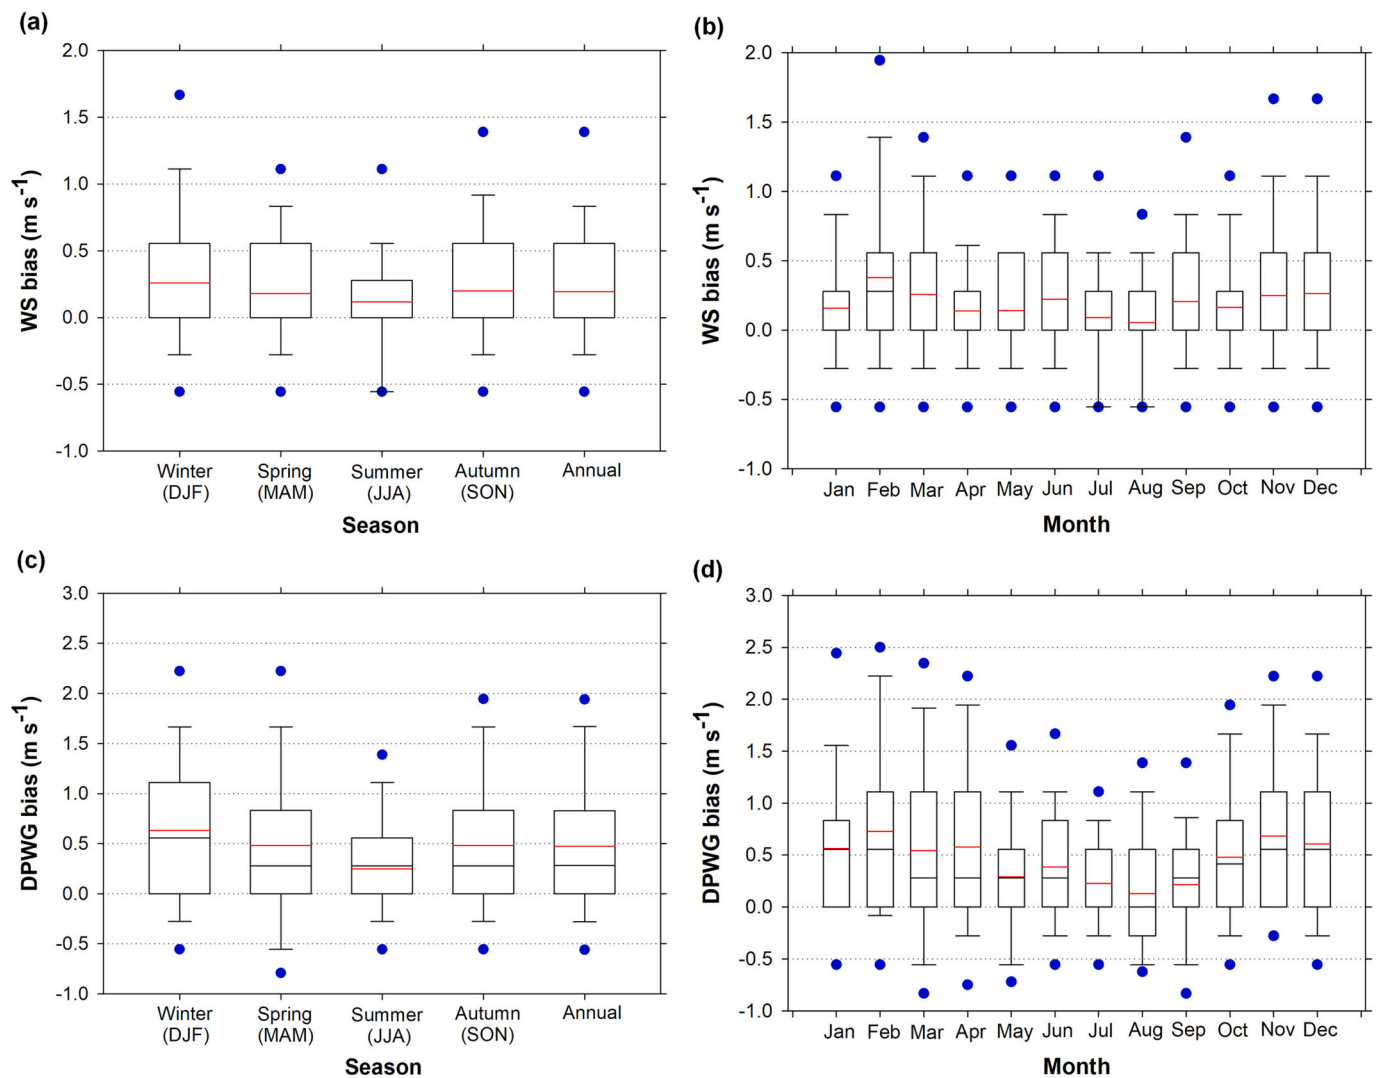 (a)
WS bias (m s⁻¹)
2.0
1.5
1.0
0.5
0.0
-0.5
-1.0
Winter Spring Summer Autumn Annual
(DJF) (MAM) (JJA) (SON)
Season
(b)
WS bias (m s⁻¹)
2.0
1.5
1.0
0.5
0.0
-0.5
-1.0
Jan Feb Mar Apr May Jun Jul Aug Sep Oct Nov Dec
Month
(c)
DPWG bias (m s⁻¹)
3.0
2.5
2.0
1.5
1.0
0.5
0.0
-0.5
-1.0
Winter Spring Summer Autumn Annual
(DJF) (MAM) (JJA) (SON)
Season
(d)
DPWG bias (m s⁻¹)
3.0
2.5
2.0
1.5
1.0
0.5
0.0
-0.5
-1.0
Jan Feb Mar Apr May Jun Jul Aug Sep Oct Nov Dec
Month